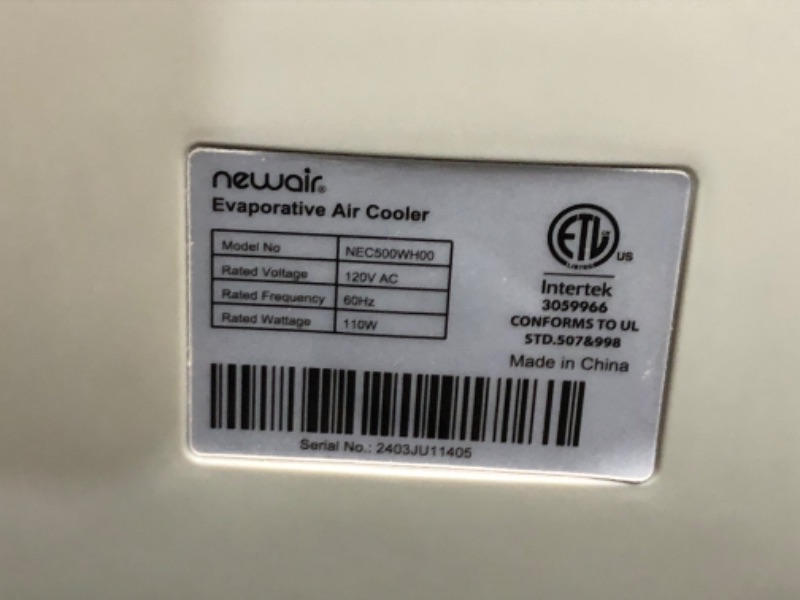 newair®
Evaporative Air Cooler
Model No NEC500WH00
Rated Voltage 120V AC
Rated Frequency 60Hz
Rated Wattage 110W
ETL US
LISTED
Intertek
3059966
CONFORMS TO UL
STD.507&998
Made in China
Serial No.: 2403JU11405